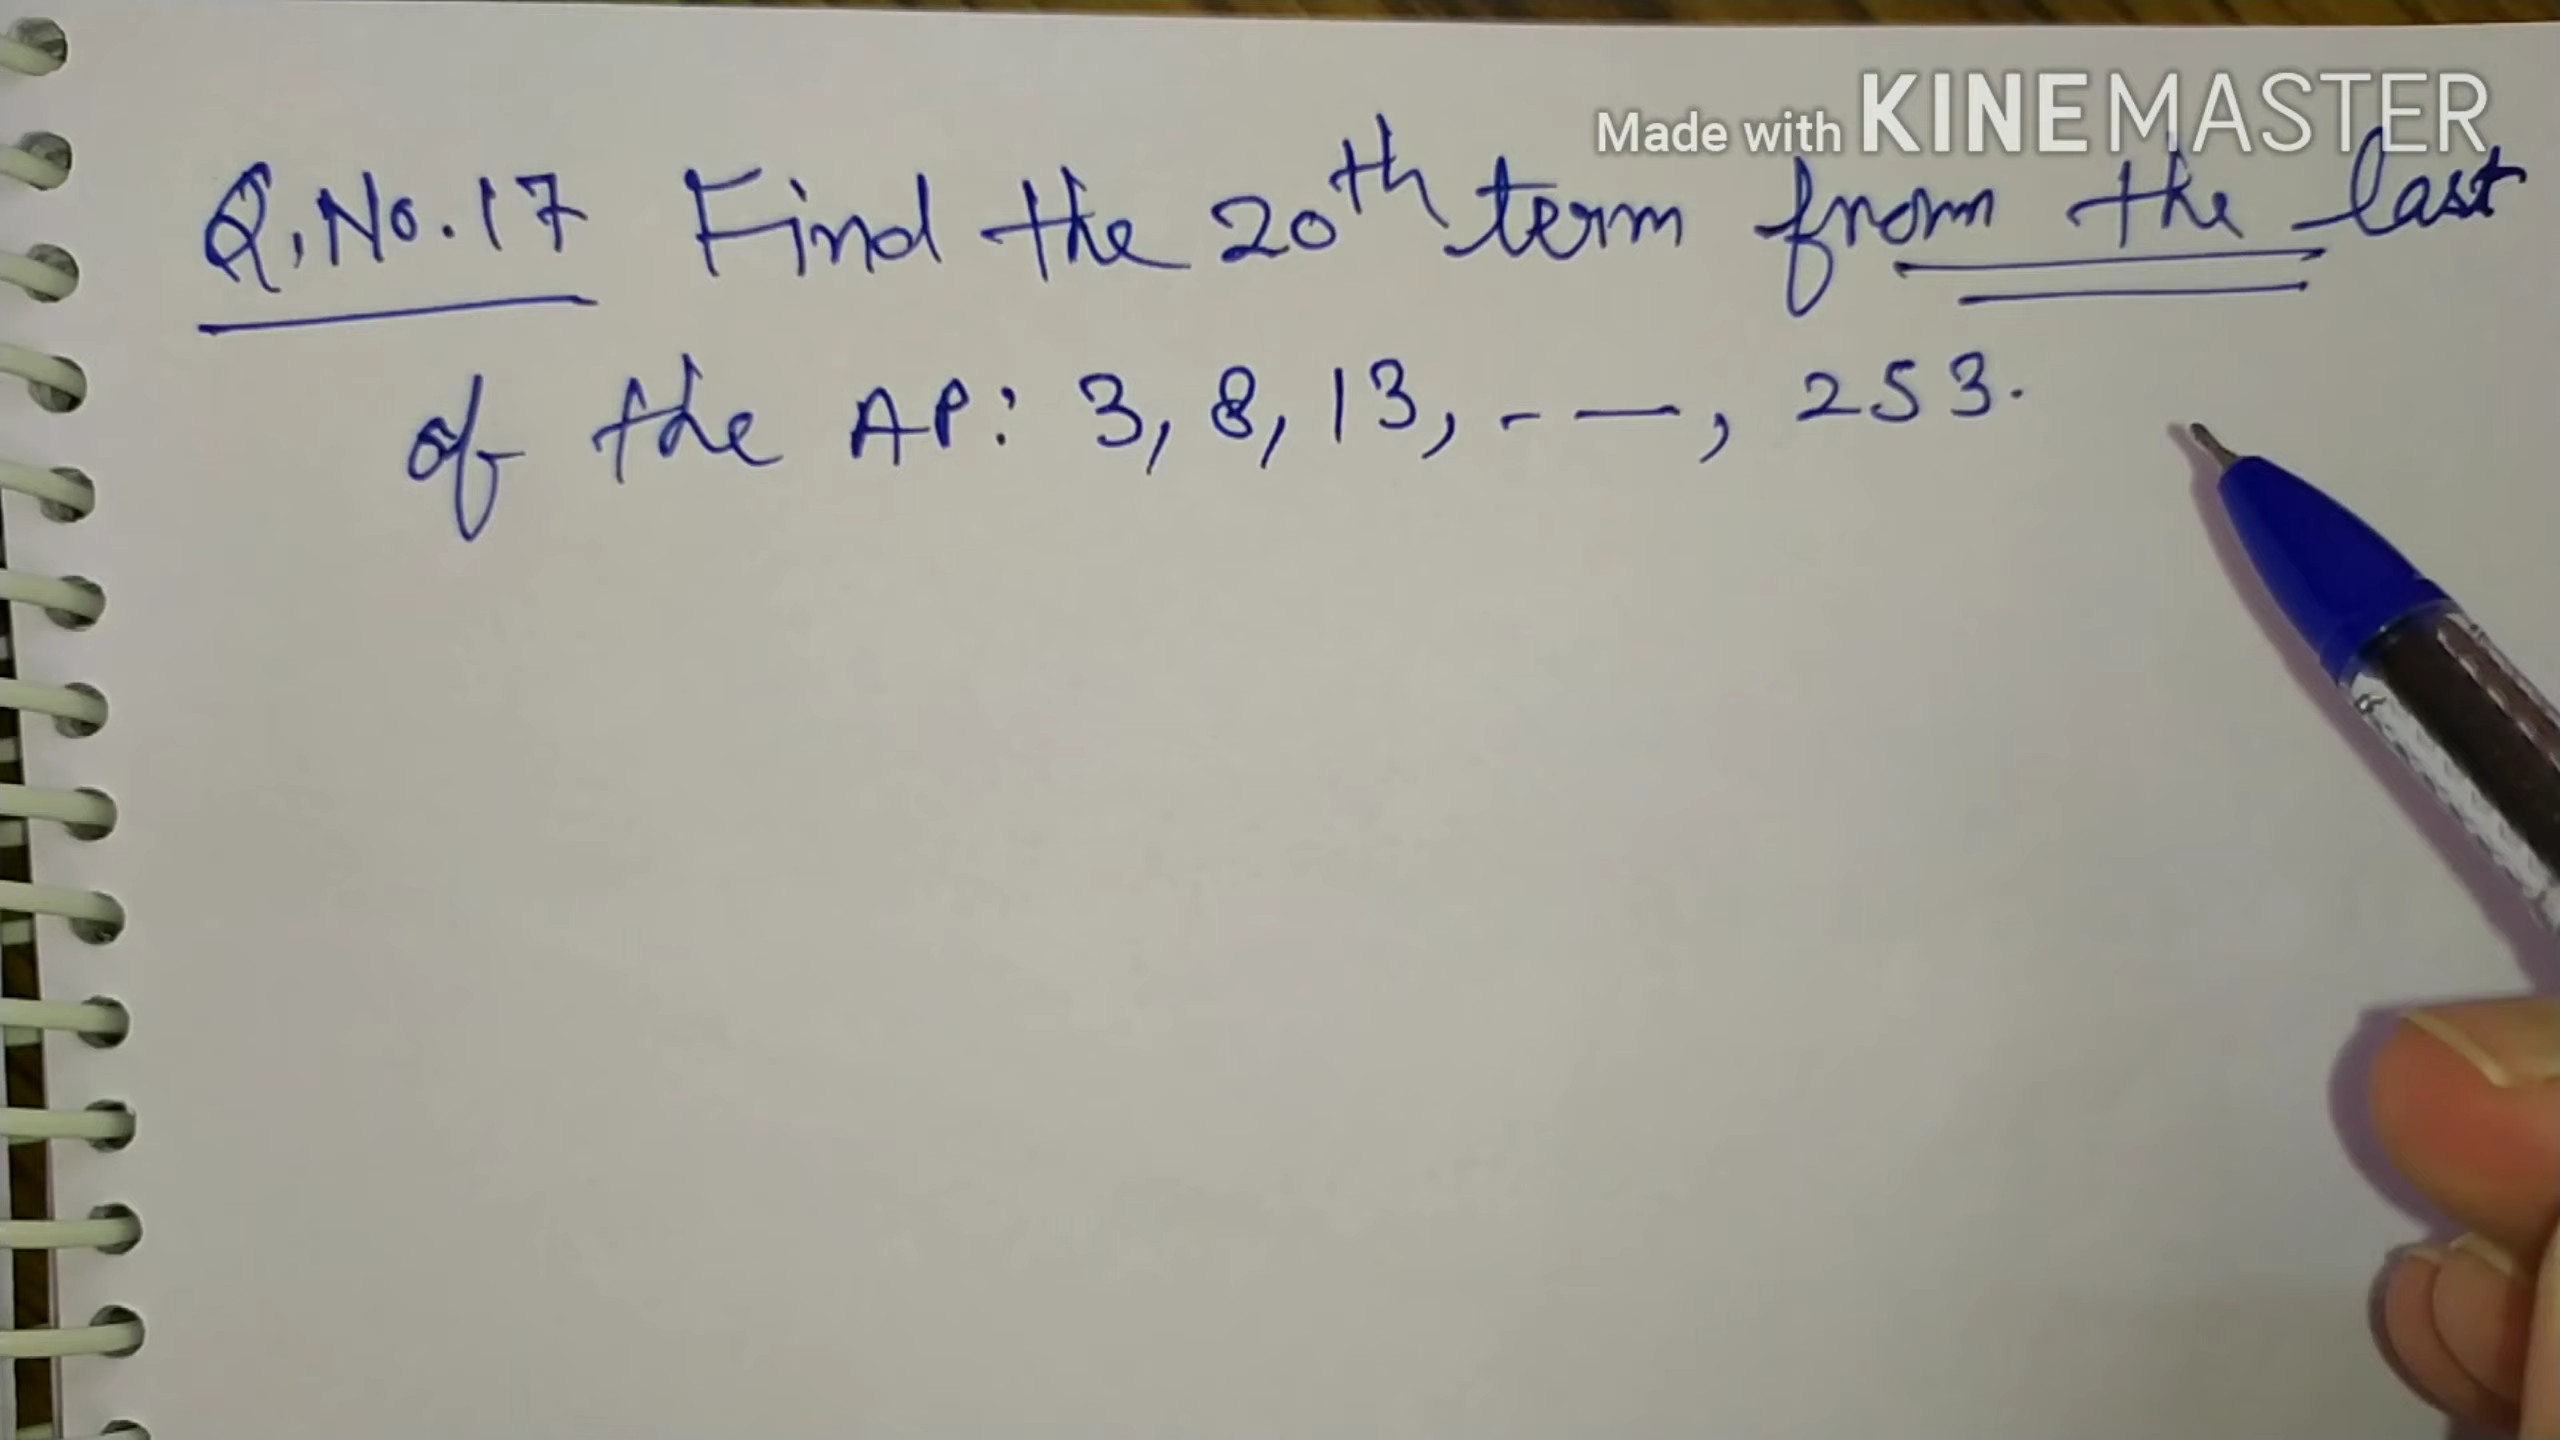 Made with KINEMASTER
Q.No.17 Find the 20th term from the last
of the AP: 3, 8, 13, - —, 253.